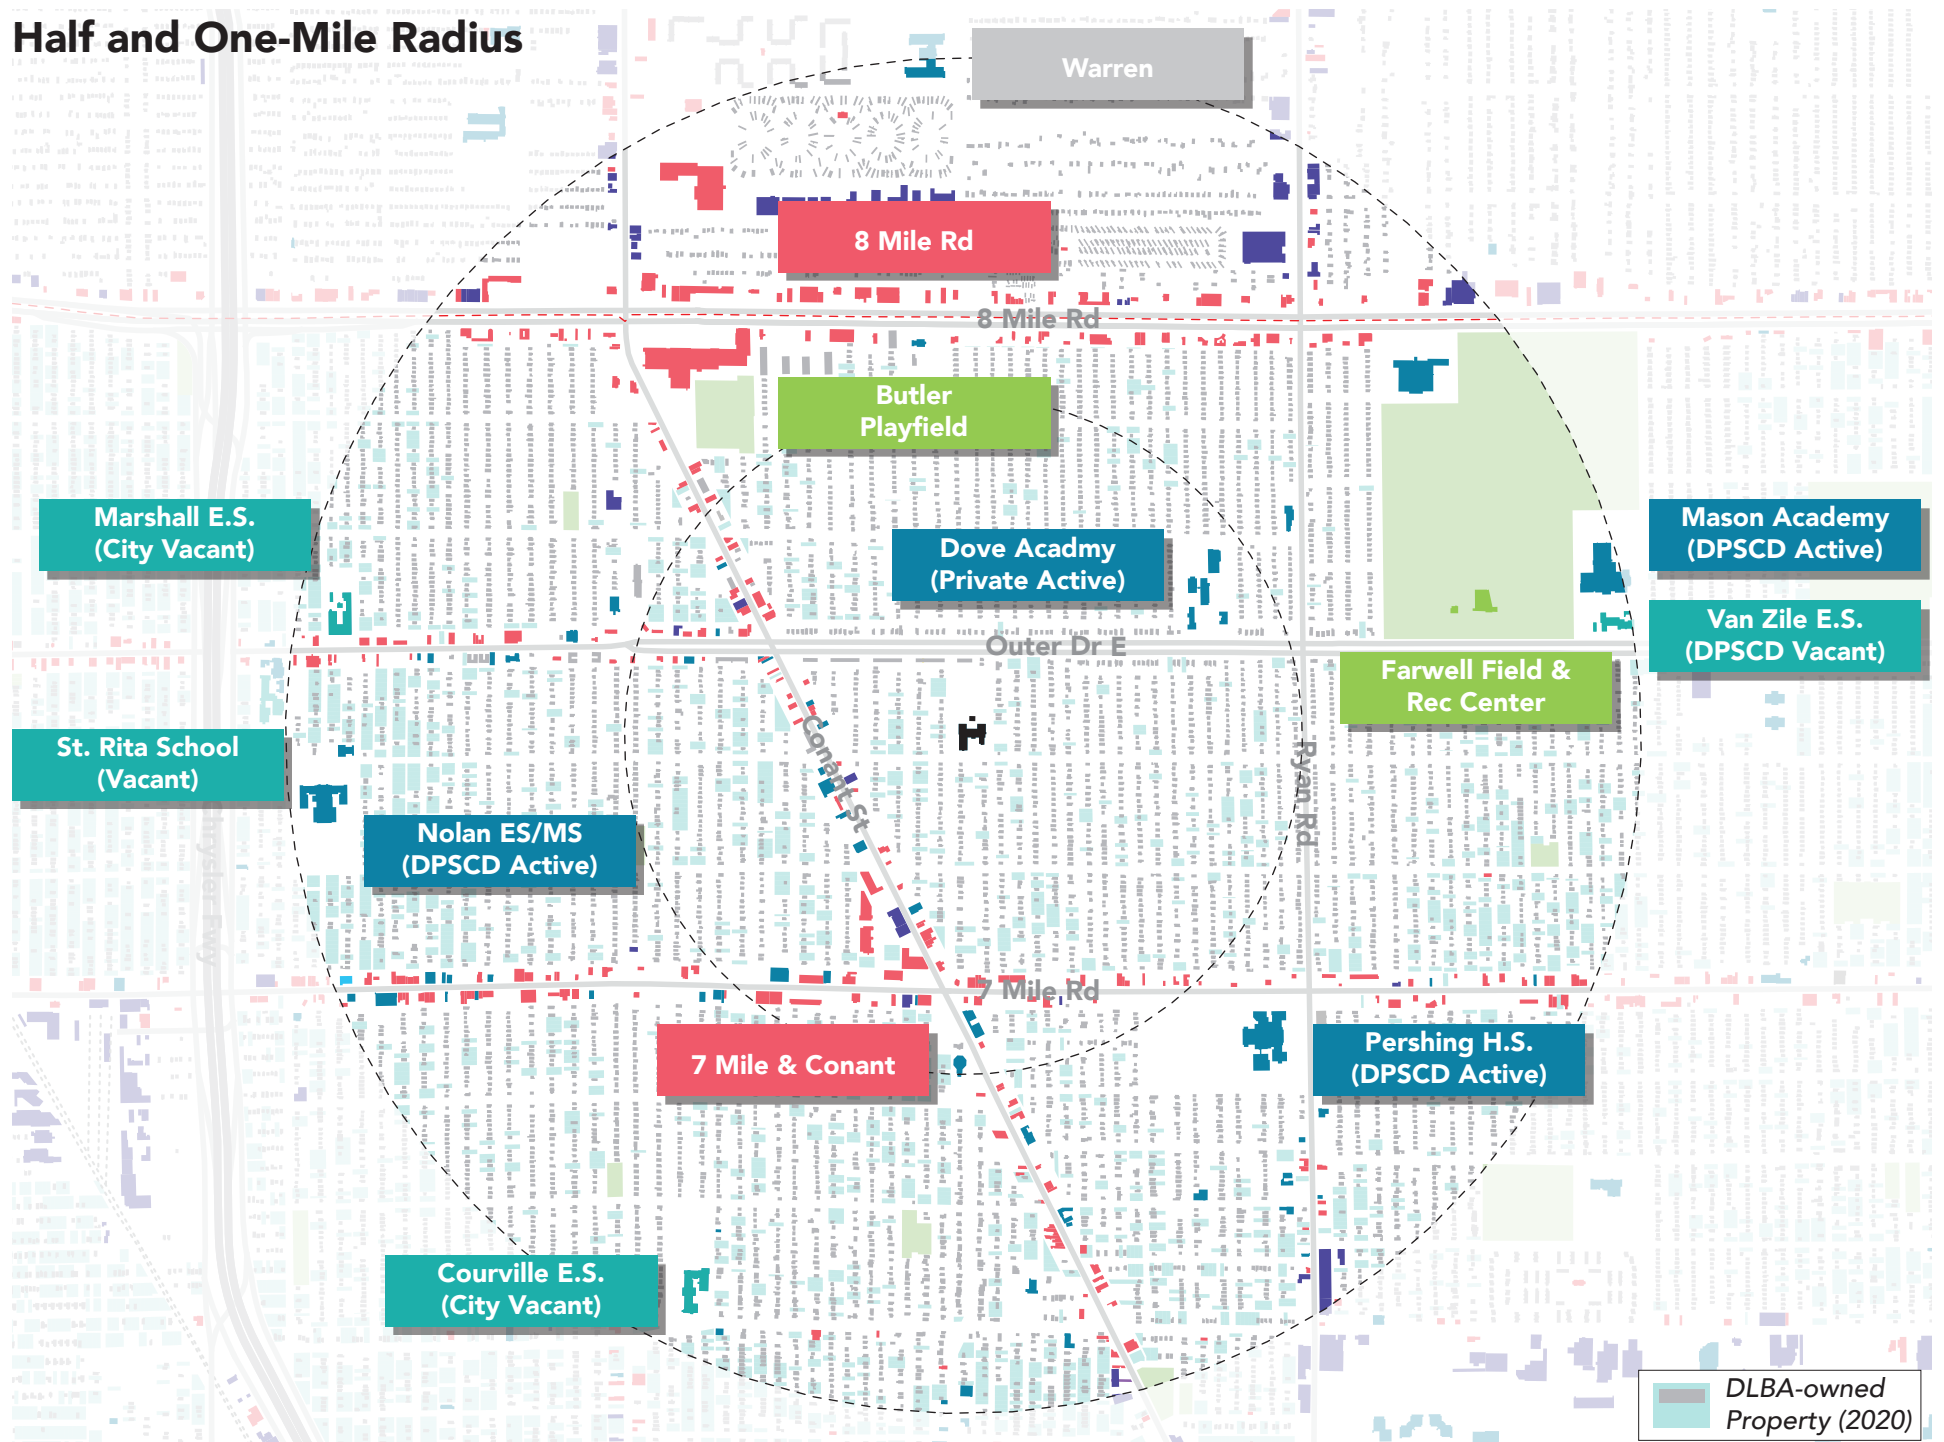 Half and One-Mile Radius
Warren
8 Mile Rd
8 Mile Rd
Butler
Playfield
Marshall E.S.
(City Vacant)
Dove Acadmy
(Private Active)
Mason Academy
(DPSCD Active)
Van Zile E.S.
(DPSCD Vacant)
Outer Dr E
Farwell Field &
Rec Center
St. Rita School
(Vacant)
Conant St
Ryan Rd
Nolan ES/MS
(DPSCD Active)
7 Mile Rd
7 Mile & Conant
Pershing H.S.
(DPSCD Active)
Courville E.S.
(City Vacant)
DLBA-owned
Property (2020)